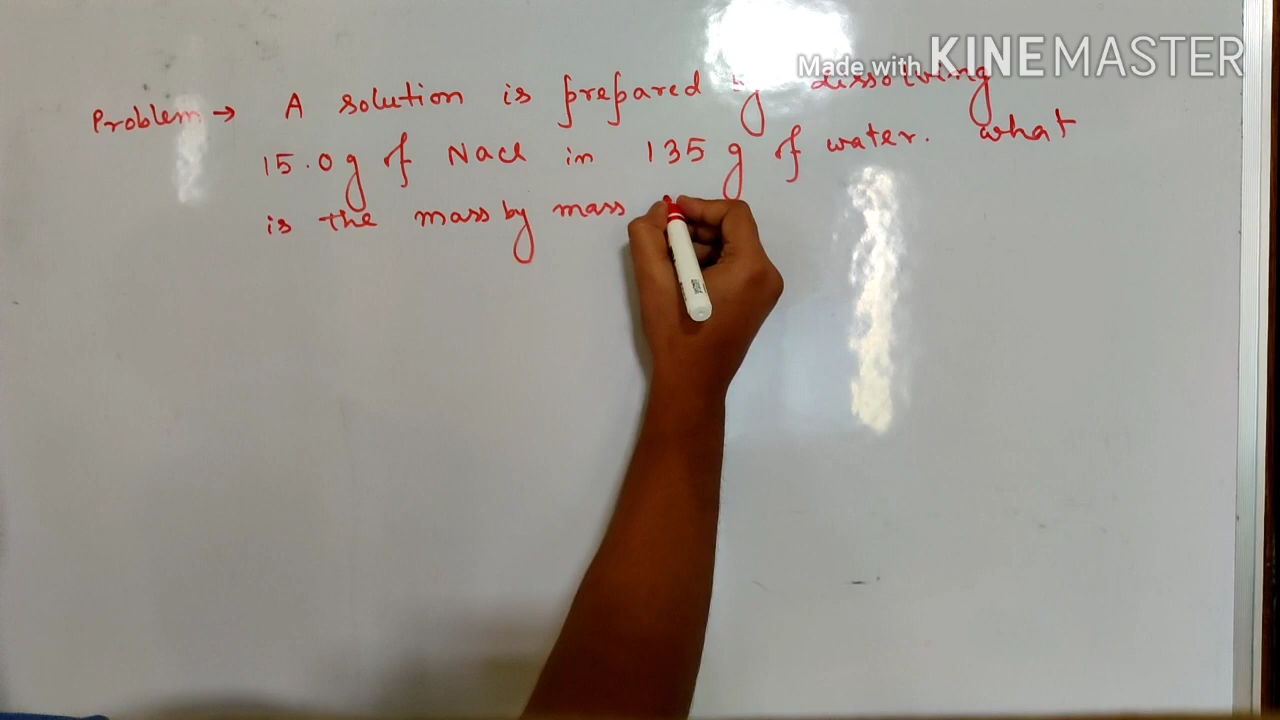 Made with KINEMASTER
Problem → A solution is prepared by dissolving
15.0g of NaCl in 135 g of water. what
is the mass by mass